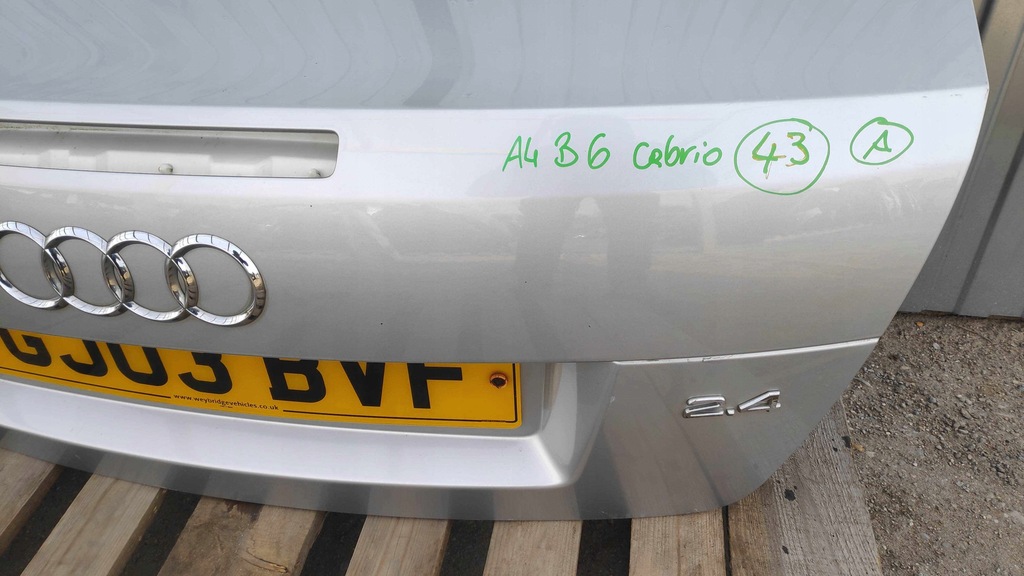 A4 B6 cabrio 43 A
GJ03 BVF
www.weybridgevehicles.co.uk
2.4